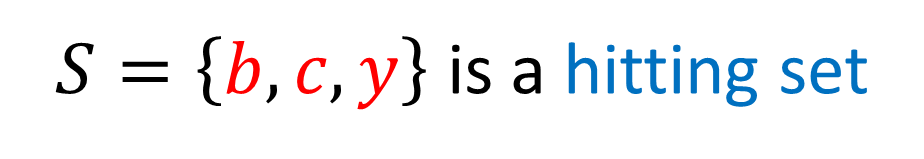 S = {b, c, y} is a hitting set